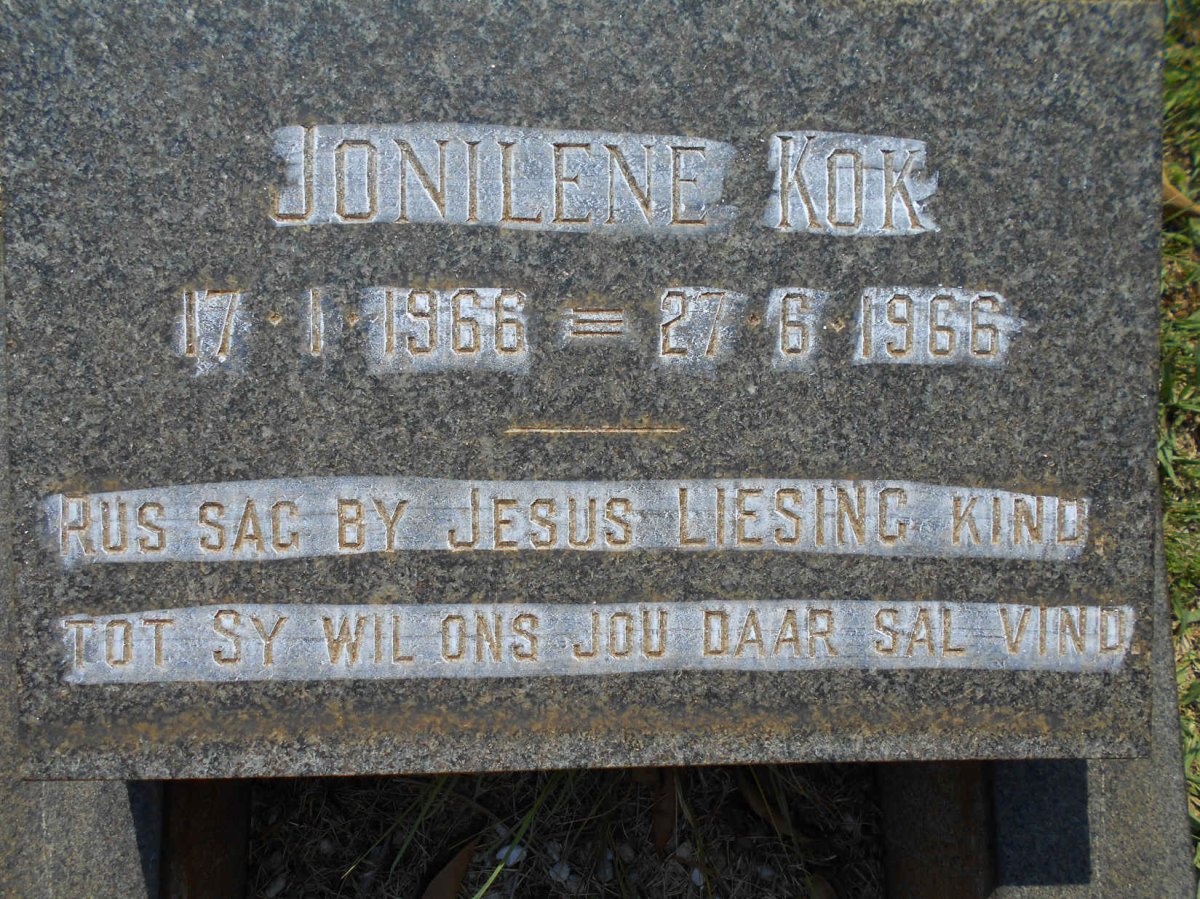 JONILENE KOK
17·1·1966 = 27·6·1966
RUS SAG BY JESUS LIESING KIND.
TOT SY WIL ONS JOU DAAR SAL VIND.